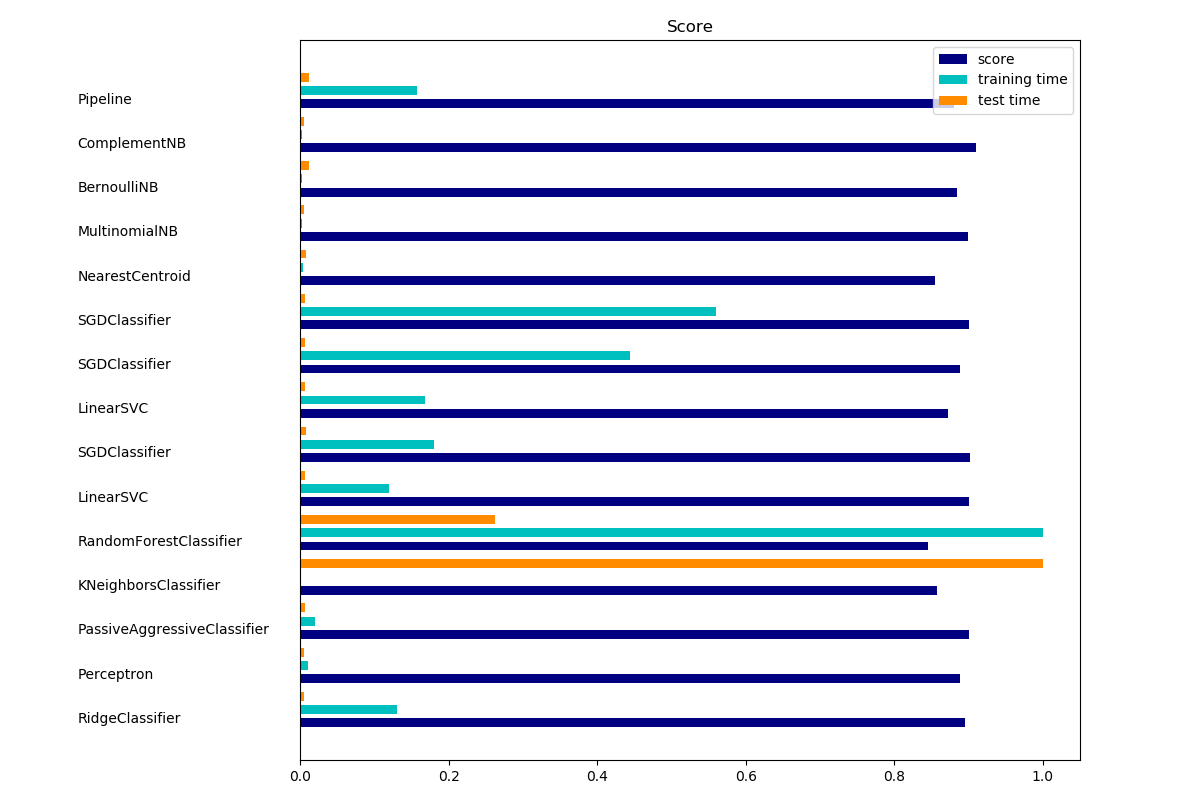 Score
score
training time
test time
Pipeline
ComplementNB
BernoulliNB
MultinomialNB
NearestCentroid
SGDClassifier
SGDClassifier
LinearSVC
SGDClassifier
LinearSVC
RandomForestClassifier
KNeighborsClassifier
PassiveAggressiveClassifier
Perceptron
RidgeClassifier
0.0 0.2 0.4 0.6 0.8 1.0